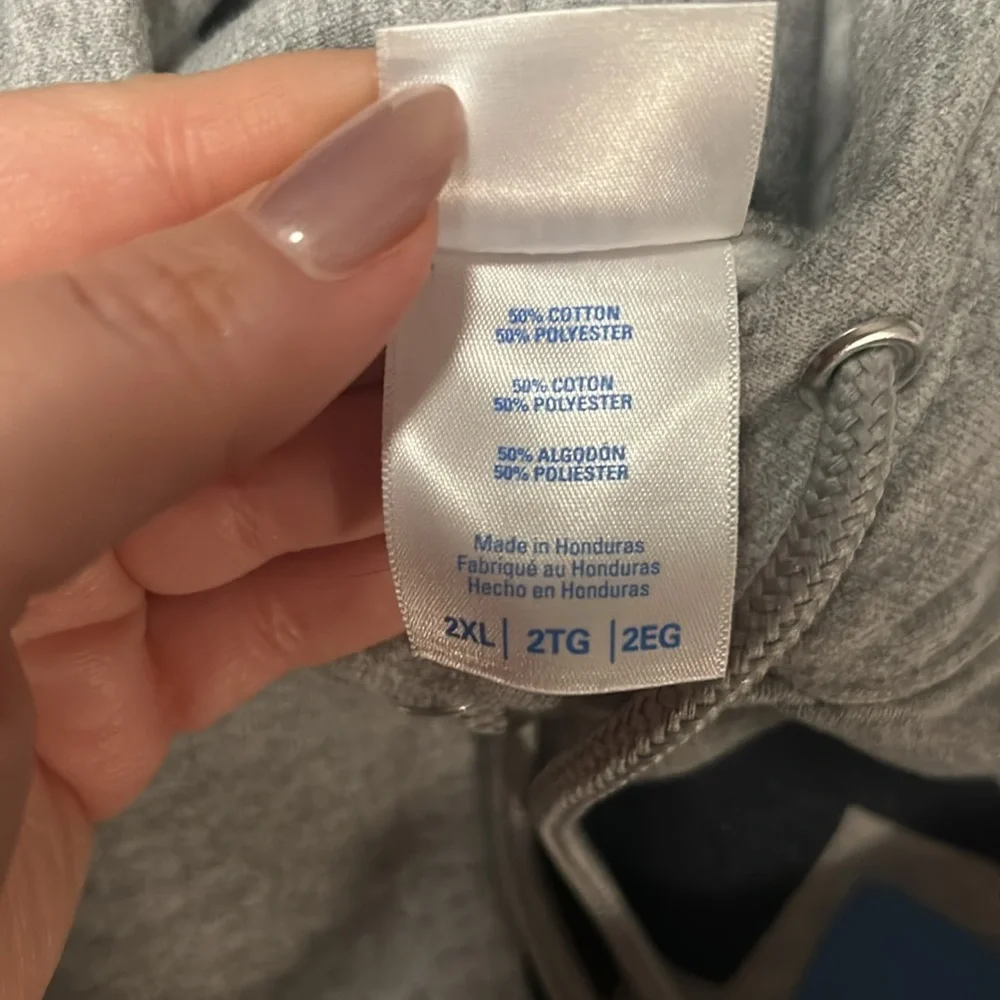 50% COTTON
50% POLYESTER
50% COTON
50% POLYESTER
50% ALGODÓN
50% POLIÉSTER
Made in Honduras
Fabriqué au Honduras
Hecho en Honduras
2XL | 2TG | 2EG